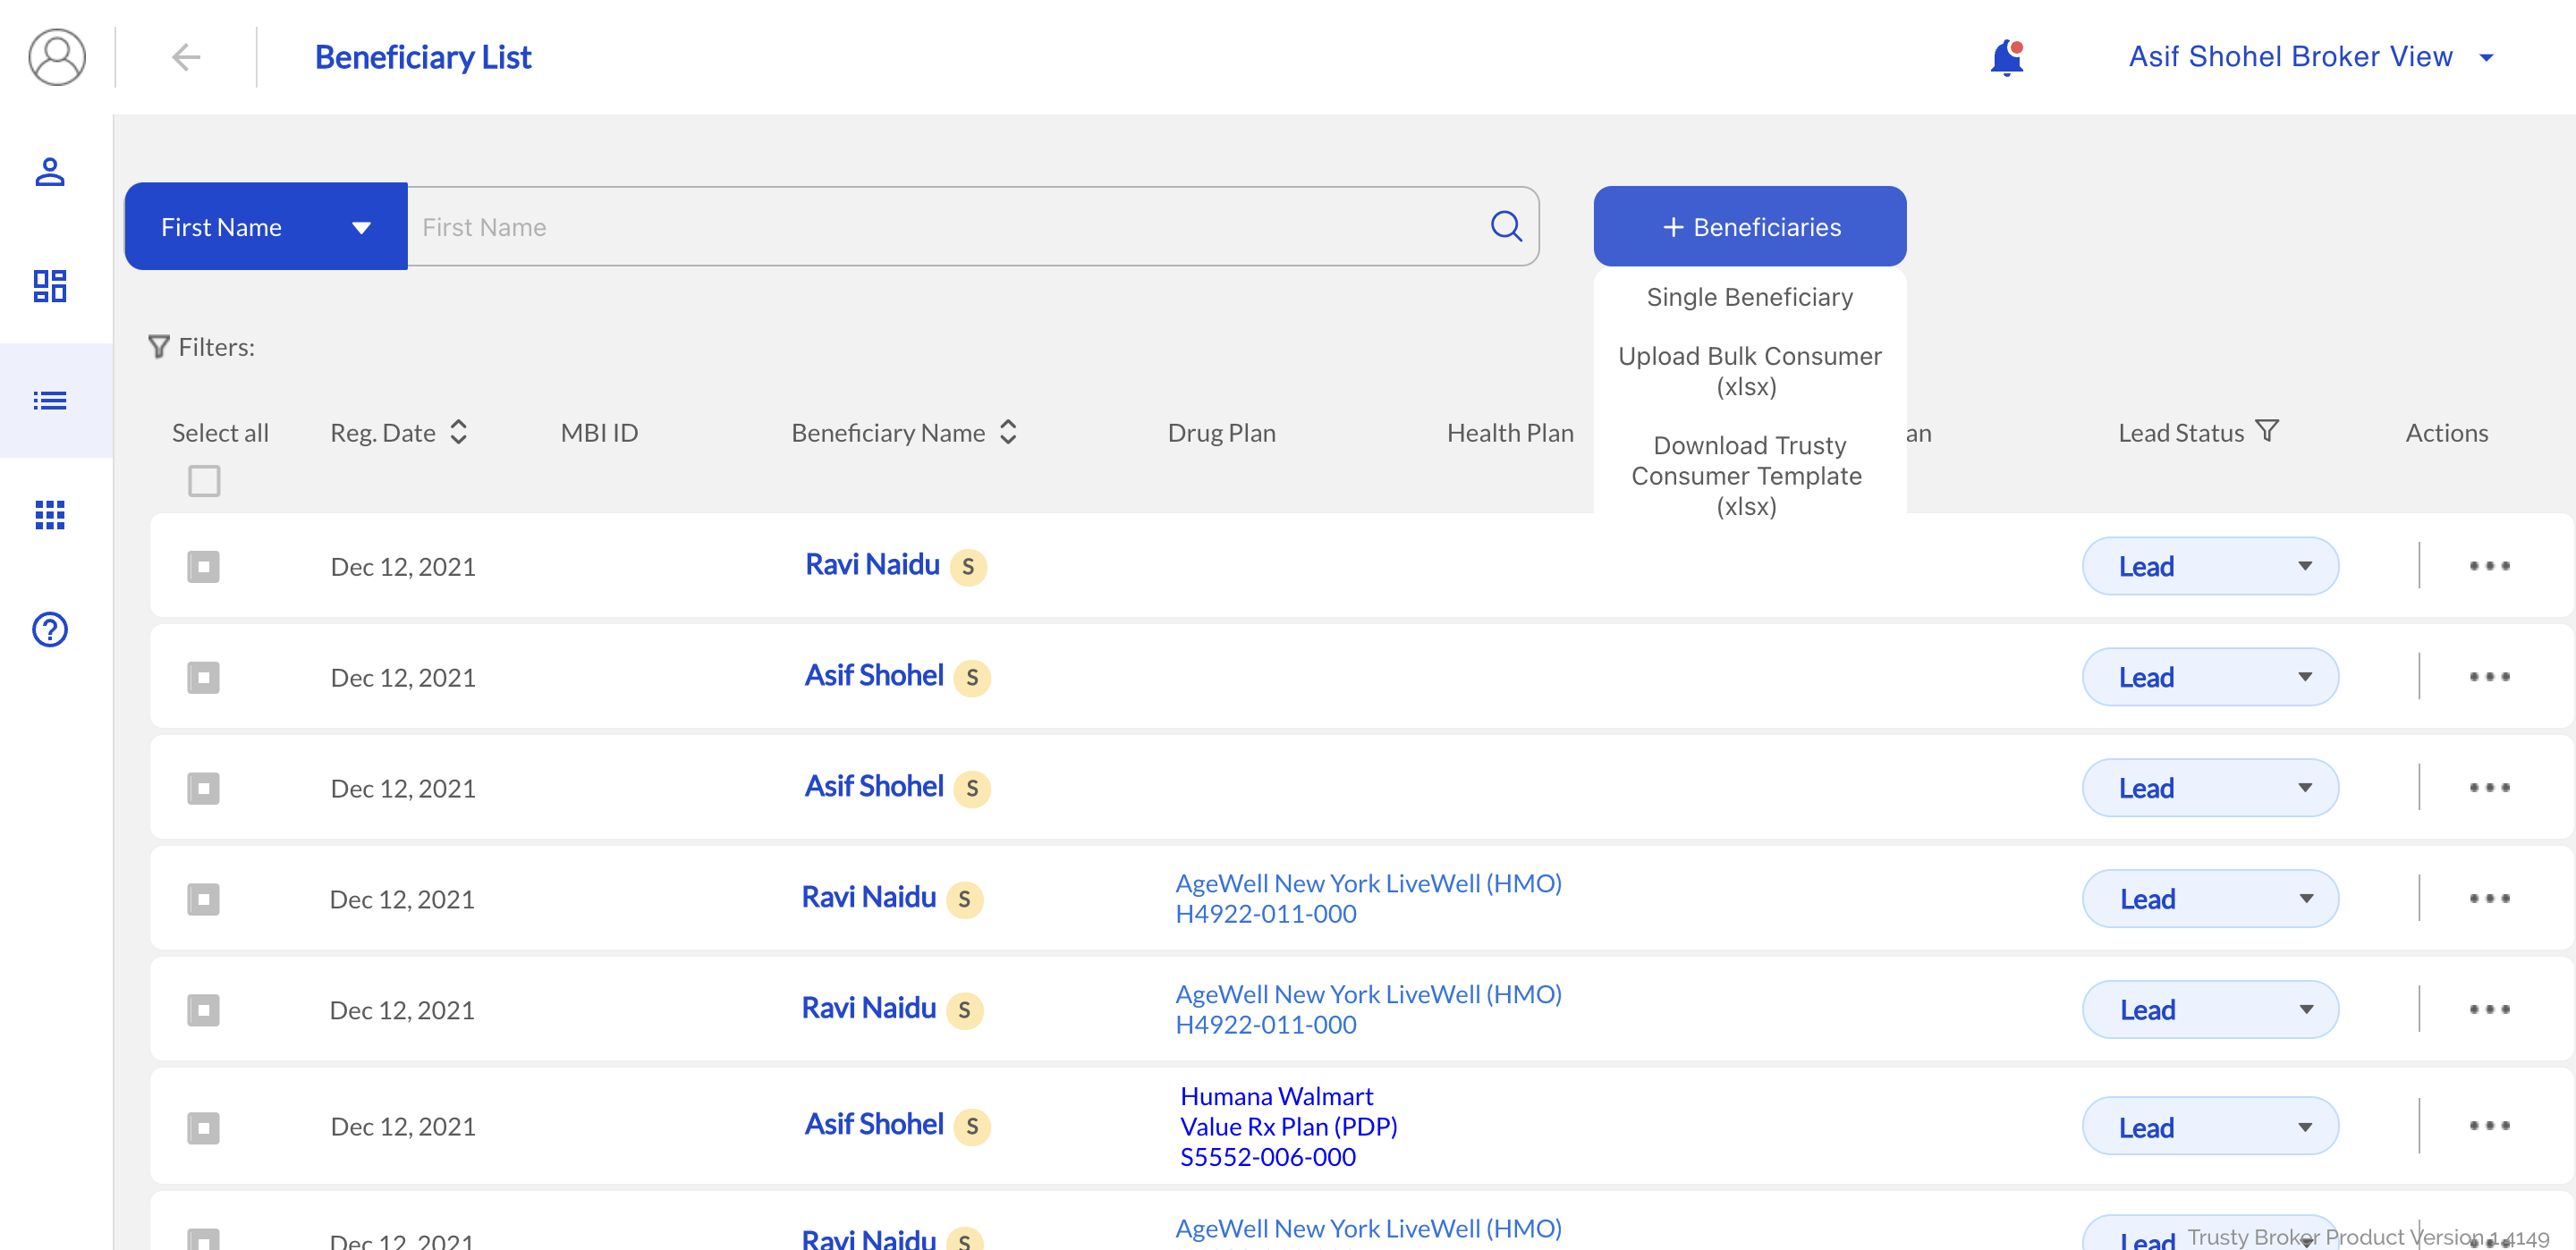 Beneficiary List
Asif Shohel Broker View
First Name
First Name
+ Beneficiaries
Single Beneficiary
Upload Bulk Consumer
(xlsx)
Download Trusty
Consumer Template
(xlsx)
Filters:
Select all
Reg. Date
MBI ID
Beneficiary Name
Drug Plan
Health Plan
an
Lead Status
Actions
Dec 12, 2021
Ravi Naidu S
Lead
Dec 12, 2021
Asif Shohel S
Lead
Dec 12, 2021
Asif Shohel S
Lead
Dec 12, 2021
Ravi Naidu S
AgeWell New York LiveWell (HMO)
H4922-011-000
Lead
Dec 12, 2021
Ravi Naidu S
AgeWell New York LiveWell (HMO)
H4922-011-000
Lead
Dec 12, 2021
Asif Shohel S
Humana Walmart
Value Rx Plan (PDP)
S5552-006-000
Lead
Dec 12, 2021
Ravi Naidu S
AgeWell New York LiveWell (HMO)
Lead
Trusty Broker Product Version 1.4149